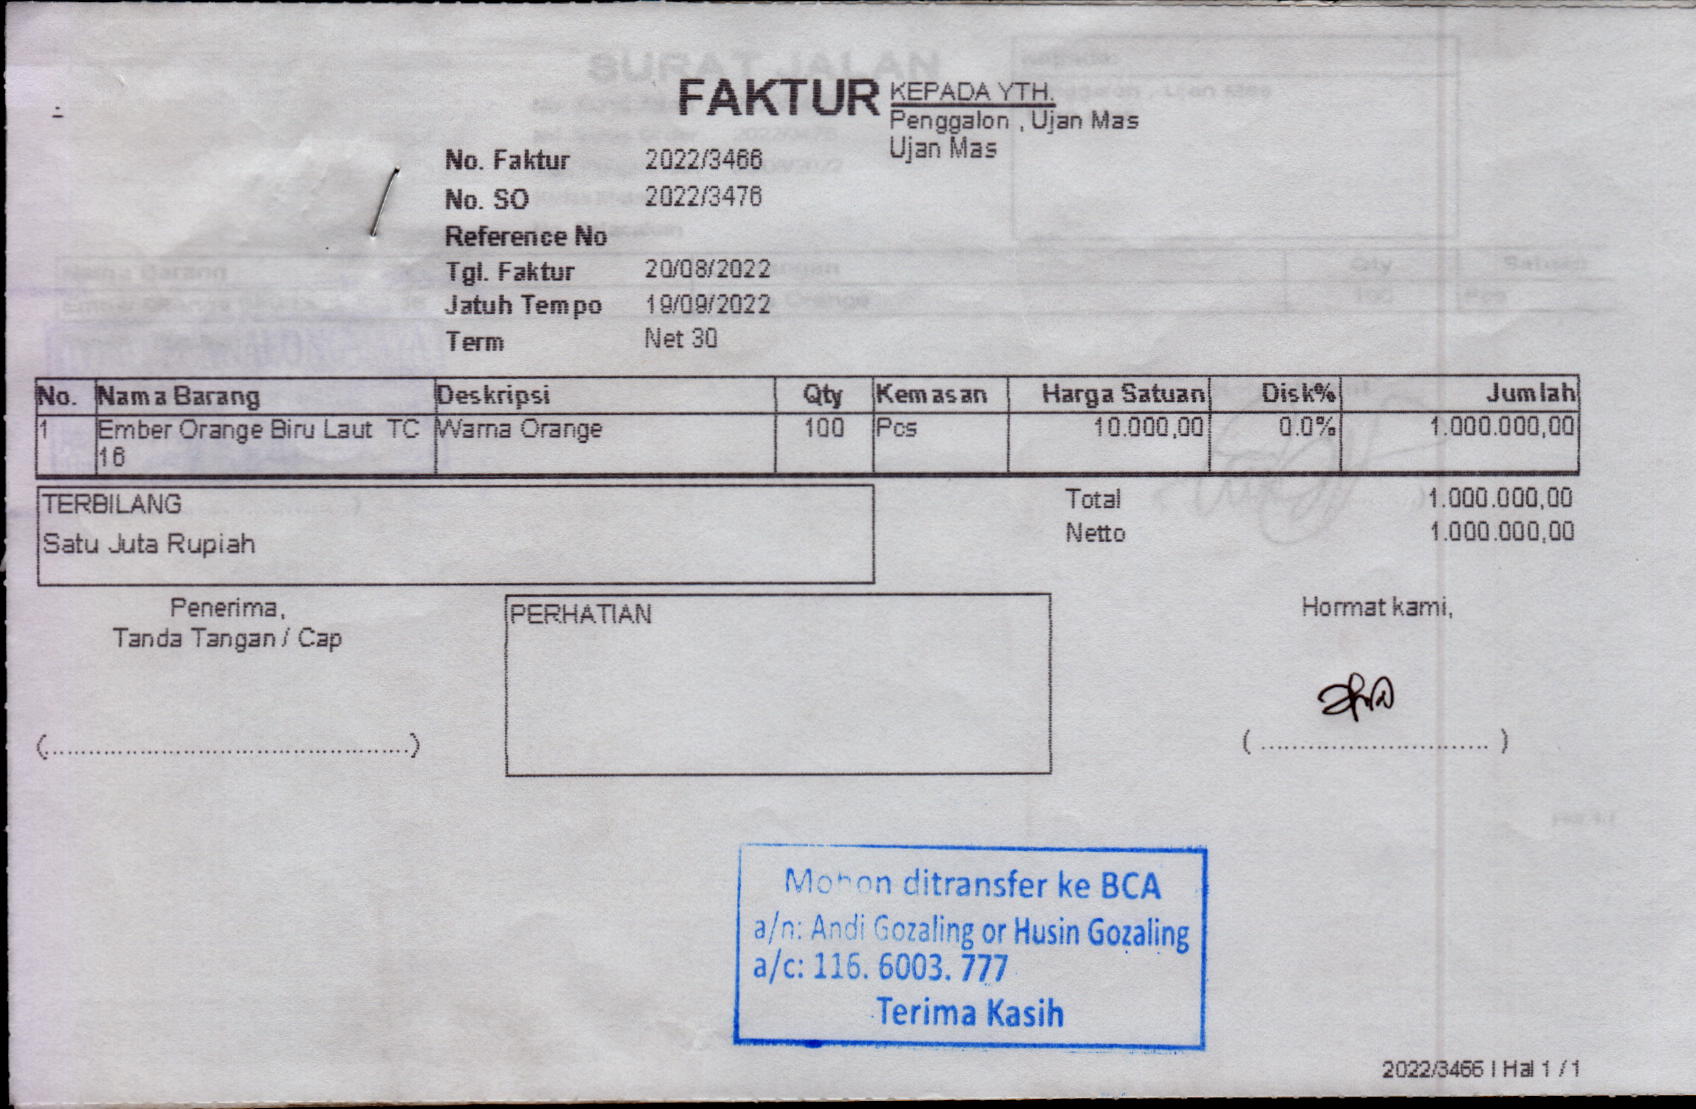 FAKTUR
KEPADA YTH.
Penggalon , Ujan Mas
Ujan Mas
No. Faktur 2022/3466
No. SO 2022/3476
Reference No
Tgl. Faktur 20/08/2022
Jatuh Tempo 19/09/2022
Term Net 30
No. Nama Barang Deskripsi Qty Kemasan Harga Satuan Disk% Jumlah
1 Ember Orange Biru Laut TC Warna Orange 100 Pcs 10.000,00 0.0% 1.000.000,00
16
TERBILANG
Satu Juta Rupiah
Total 1.000.000,00
Netto 1.000.000,00
Penerima,
Tanda Tangan / Cap
(..................................................)
PERHATIAN
Hormat kami,
( ............................... )
Mohon ditransfer ke BCA
a/n: Andi Gozaling or Husin Gozaling
a/c: 116. 6003. 777
Terima Kasih
2022/3466 | Hal 1 / 1